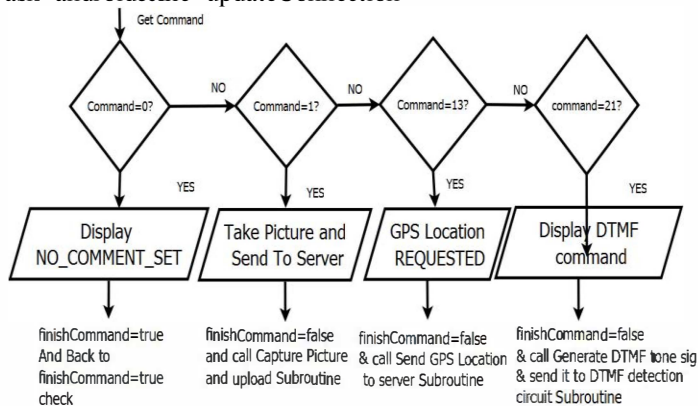 Get Command
Command=0?
NO
Command=1?
NO
Command=13?
NO
command=21?
YES
YES
YES
YES
Display
NO_COMMENT_SET
Take Picture and
Send To Server
GPS Location
REQUESTED
Display DTMF
command
finishCommand=true
And Back to
finishCommand=true
check
finishCommand=false
and call Capture Picture
and upload Subroutine
finishCommand=false
& call Send GPS Location
to server Subroutine
finishCommand=false
& call Generate DTMF tone sig
& send it to DTMF detection
circuit Subroutine